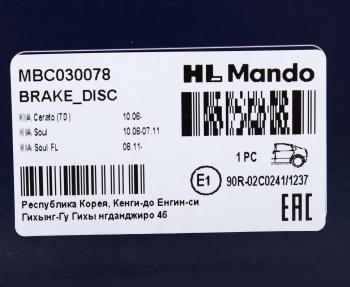 MBC030078
HL Mando
BRAKE_DISC
KIA Cerato (TD) 10.08-
KIA Soul 10.08-07.11
KIA Soul FL 08.11-
1 PC
E1 90R-02C0241/1237
EAC
Республика Корея, Кенги-до Енгин-си
Гихынг-Гу Гихы нгданджиро 46